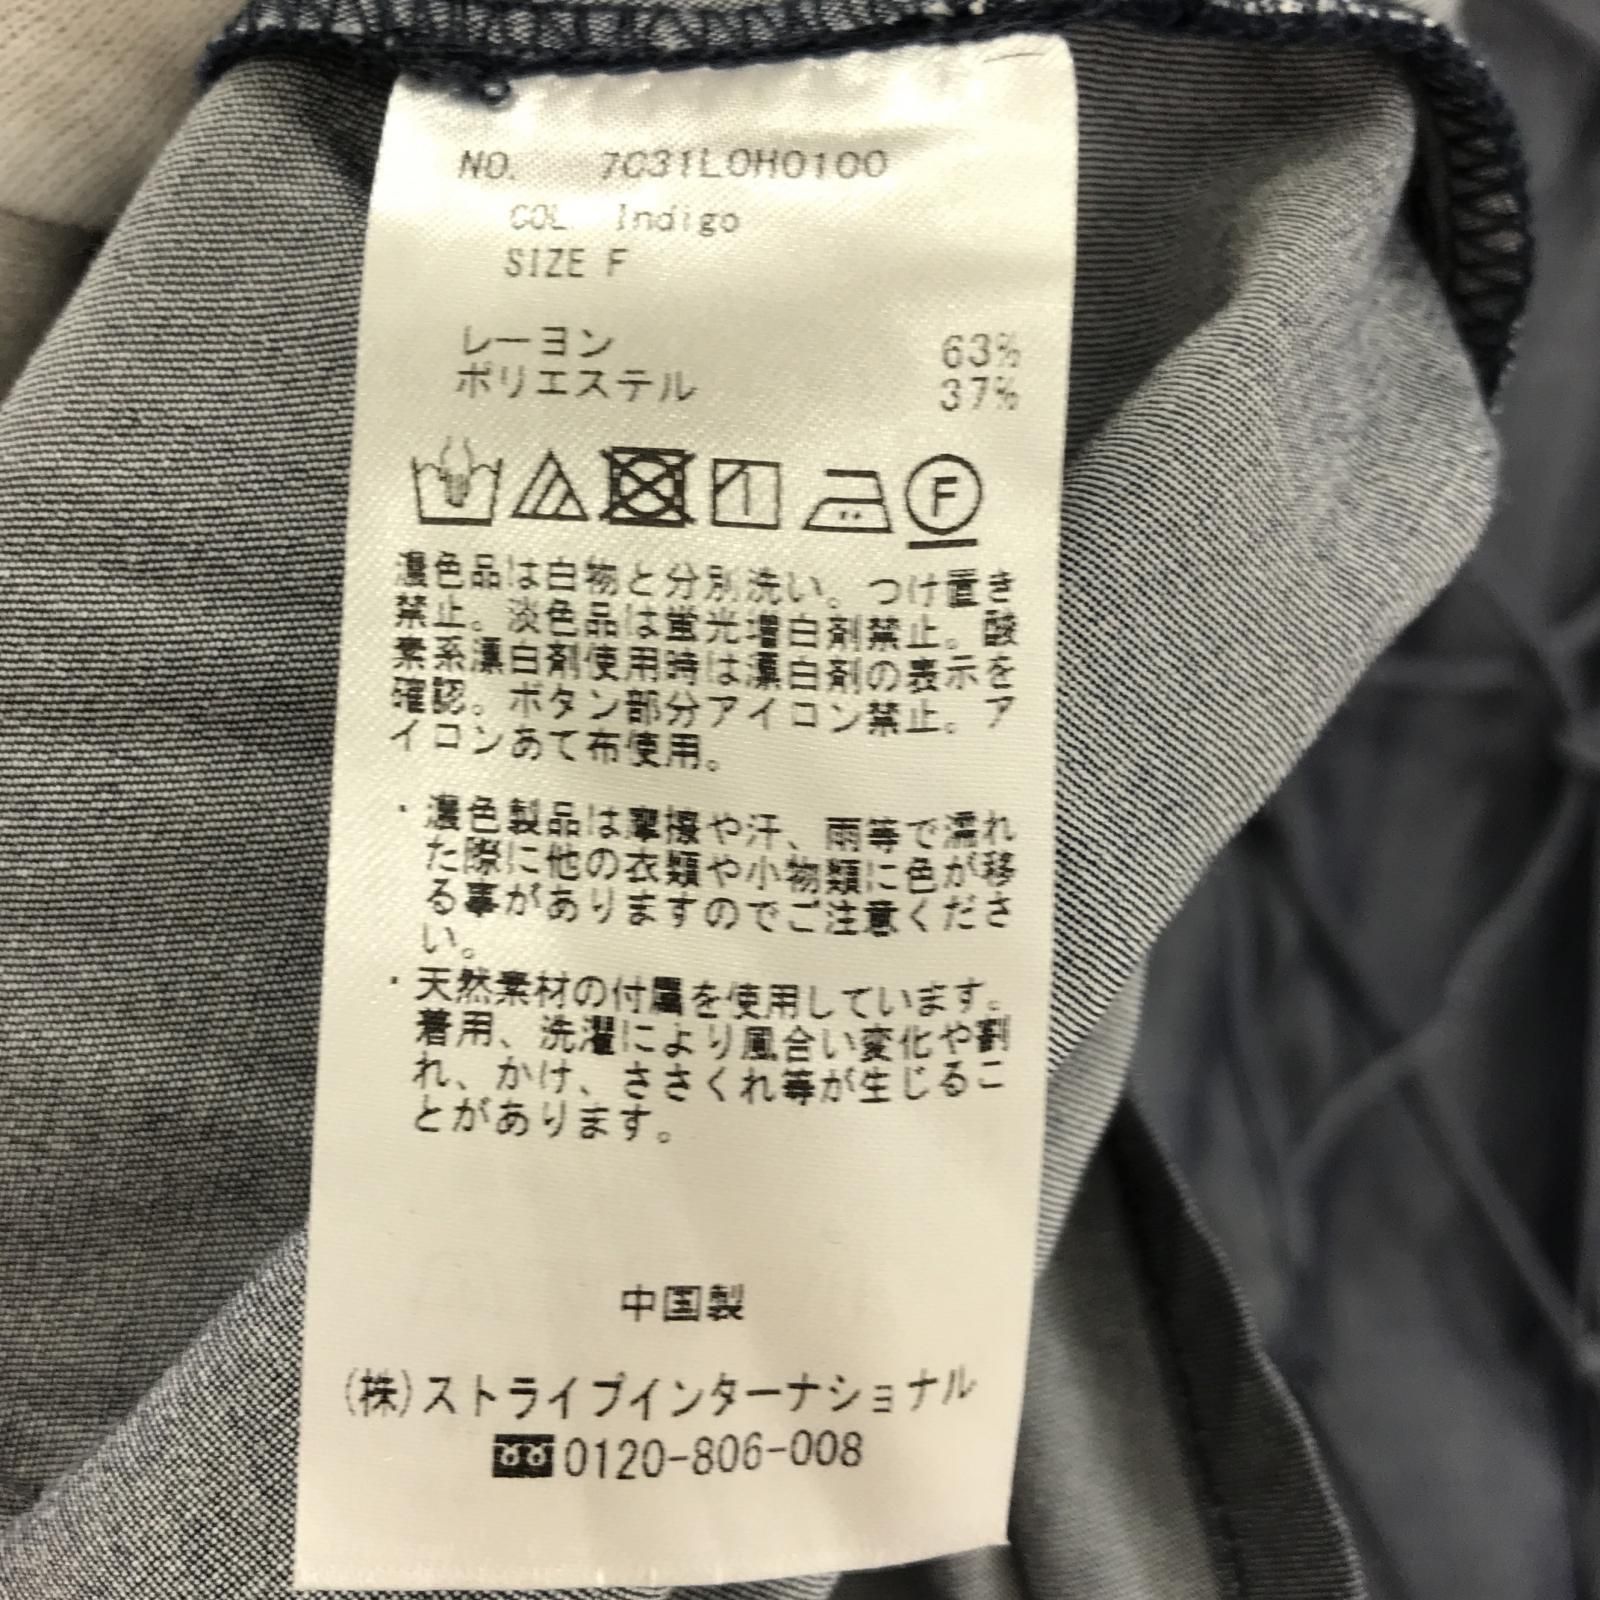 NO. 7C31L0H0100
COL Indigo
SIZE F
レーヨン 63%
ポリエステル 37%
F
濃色品は白物と分別洗い。つけ置き
禁止。淡色品は蛍光増白剤禁止。酸
素系漂白剤使用時は漂白剤の表示を
確認。ボタン部分アイロン禁止。ア
イロンあて布使用。
・濃色製品は摩擦や汗、雨等で濡れ
た際に他の衣類や小物類に色が移
る事がありますのでご注意くださ
い。
・天然素材の付属を使用しています。
着用、洗濯により風合い変化や割
れ、かけ、ささくれ等が生じるこ
とがあります。
中国製
(株)ストライプインターナショナル
0120-806-008